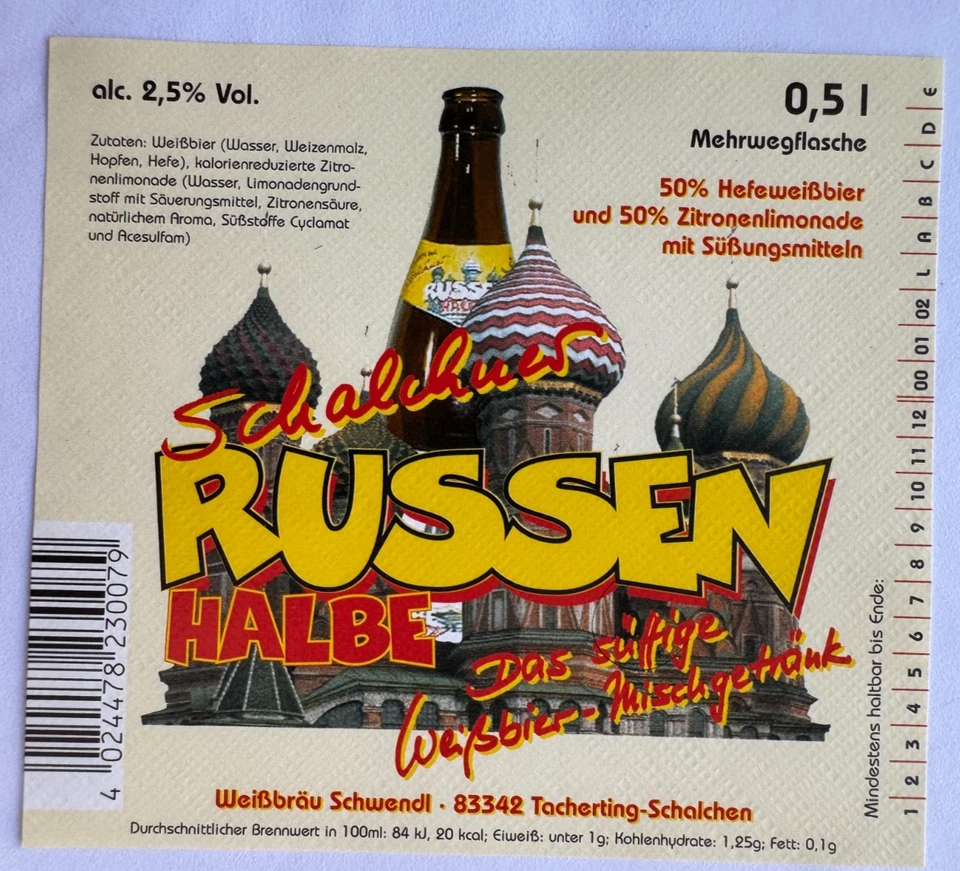 alc. 2,5% Vol.
Zutaten: Weißbier (Wasser, Weizenmalz,
Hopfen, Hefe), kalorienreduzierte Zitro-
nenlimonade (Wasser, Limonadengrund-
stoff mit Säuerungsmittel, Zitronensäure,
natürlichem Aroma, Süßstoffe Cyclamat
und Acesulfam)
0,5 l
Mehrwegflasche
50% Hefeweißbier
und 50% Zitronenlimonade
mit Süßungsmitteln
RUSSE
HALB
Schalchner
RUSSEN
HALBE
Das süffige
Weißbier-Mischgetränk
Weißbräu Schwendl · 83342 Tacherting-Schalchen
Durchschnittlicher Brennwert in 100ml: 84 kJ, 20 kcal; Eiweiß: unter 1g; Kohlenhydrate: 1,25g; Fett: 0,1g
4 024478 230079
Mindestens haltbar bis Ende:
1 2 3 4 5 6 7 8 9 10 11 12 00 01 02 L A B C D E